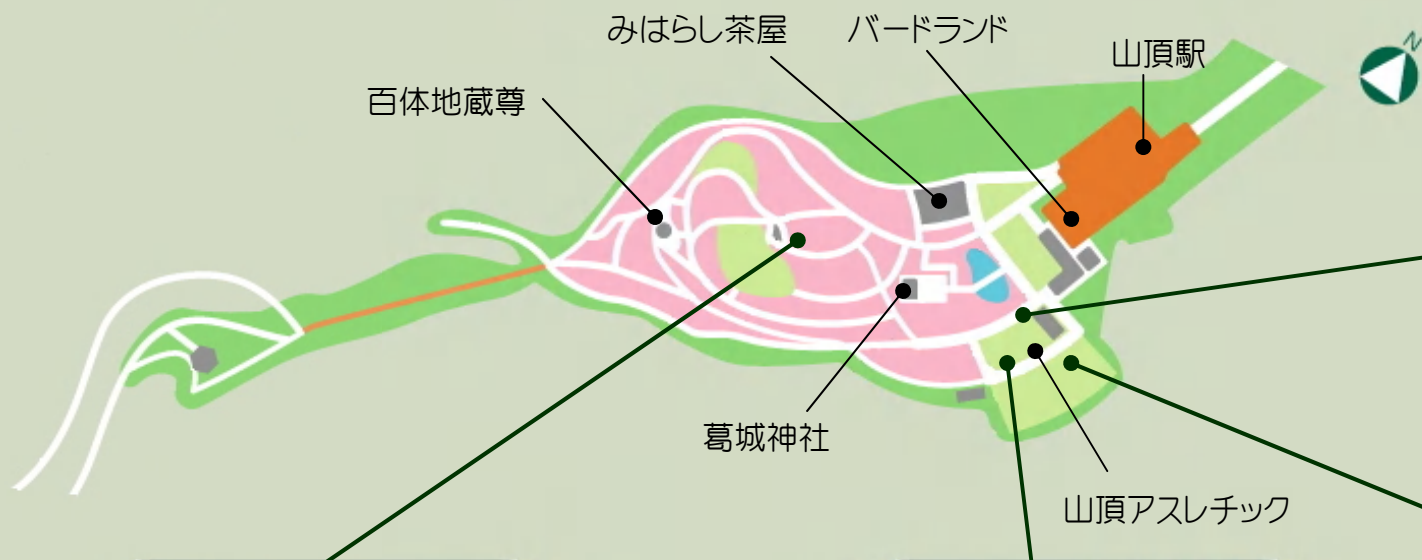 みはらし茶屋
バードランド
山頂駅
N
百体地蔵尊
葛城神社
山頂アスレチック